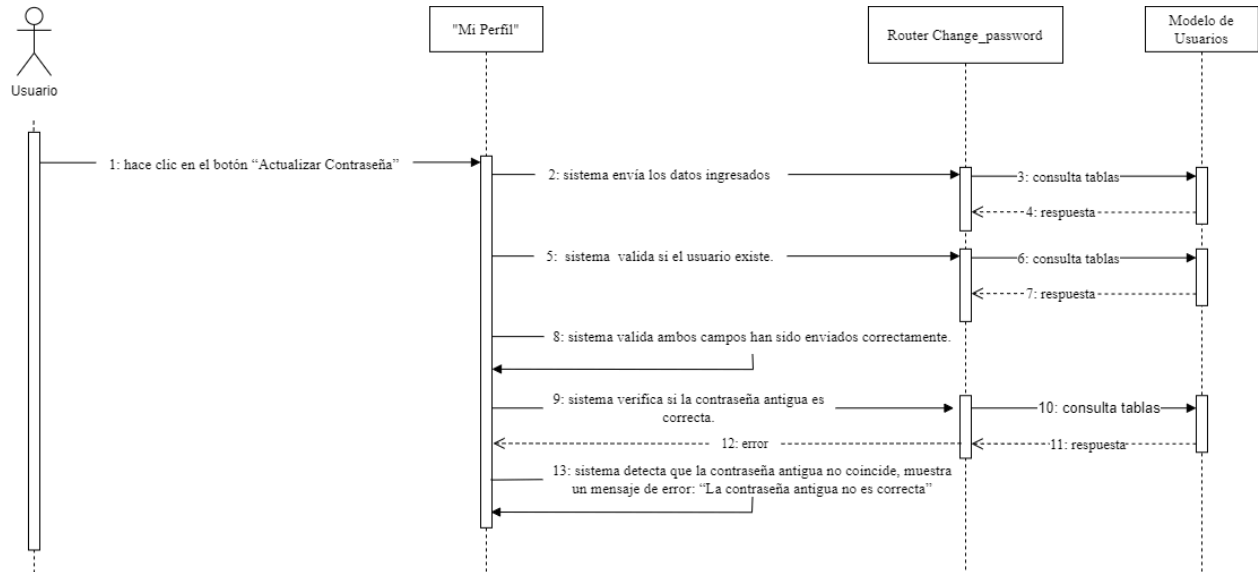 "Mi Perfil"
Router Change_password
Modelo de
Usuarios
Usuario
1: hace clic en el botón “Actualizar Contraseña”
2: sistema envía los datos ingresados
3: consulta tablas
4: respuesta
5:  sistema  valida si el usuario existe.
6: consulta tablas
7: respuesta
8: sistema valida ambos campos han sido enviados correctamente.
9: sistema verifica si la contraseña antigua es
correcta.
10: consulta tablas
11: respuesta
12: error
13: sistema detecta que la contraseña antigua no coincide, muestra
un mensaje de error: “La contraseña antigua no es correcta”